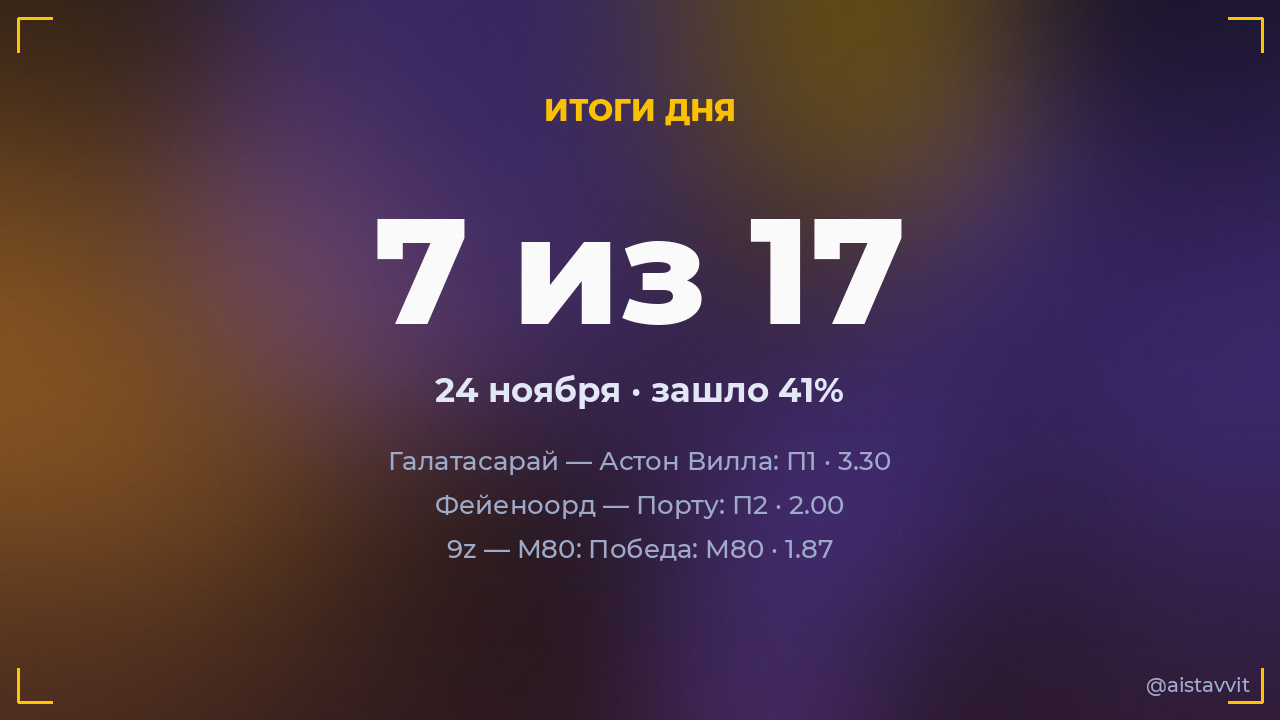 ИТОГИ ДНЯ
7 из 17
24 ноября · зашло 41%
Галатасарай — Астон Вилла: П1 · 3.30
Фейеноорд — Порту: П2 · 2.00
9z — M80: Победа: M80 · 1.87
@aistavvit